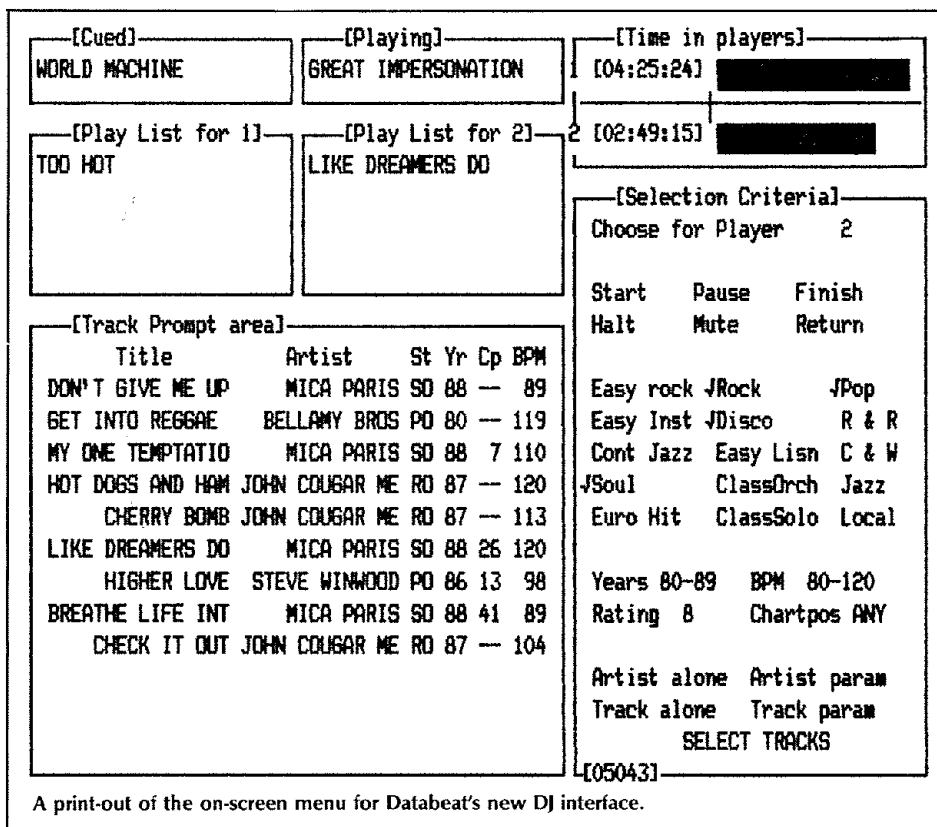 [Cued]
WORLD MACHINE
[Playing]
GREAT IMPERSONATION
[Time in players]
1 [04:25:24]
2 [02:49:15]
[Play List for 1]
TOO HOT
[Play List for 2]
LIKE DREAMERS DO
[Track Prompt area]
Title Artist St Yr Cp BPM
DON'T GIVE ME UP MICA PARIS SO 88 -- 89
GET INTO REGGAE BELLAMY BROS PO 80 -- 119
MY ONE TEMPTATIO MICA PARIS SO 88 7 110
HOT DOGS AND HAM JOHN COUGAR ME RO 87 -- 120
CHERRY BOMB JOHN COUGAR ME RO 87 -- 113
LIKE DREAMERS DO MICA PARIS SO 88 26 120
HIGHER LOVE STEVE WINWOOD PO 86 13 98
BREATHE LIFE INT MICA PARIS SO 88 41 89
CHECK IT OUT JOHN COUGAR ME RO 87 -- 104
[Selection Criteria]
Choose for Player 2
Start Pause Finish
Halt Mute Return
Easy rock √Rock √Pop
Easy Inst √Disco R & R
Cont Jazz Easy Lisn C & W
√Soul ClassOrch Jazz
Euro Hit ClassSolo Local
Years 80-89 BPM 80-120
Rating 8 Chartpos ANY
Artist alone Artist param
Track alone Track param
SELECT TRACKS
[05043]
A print-out of the on-screen menu for Databeat's new DJ interface.